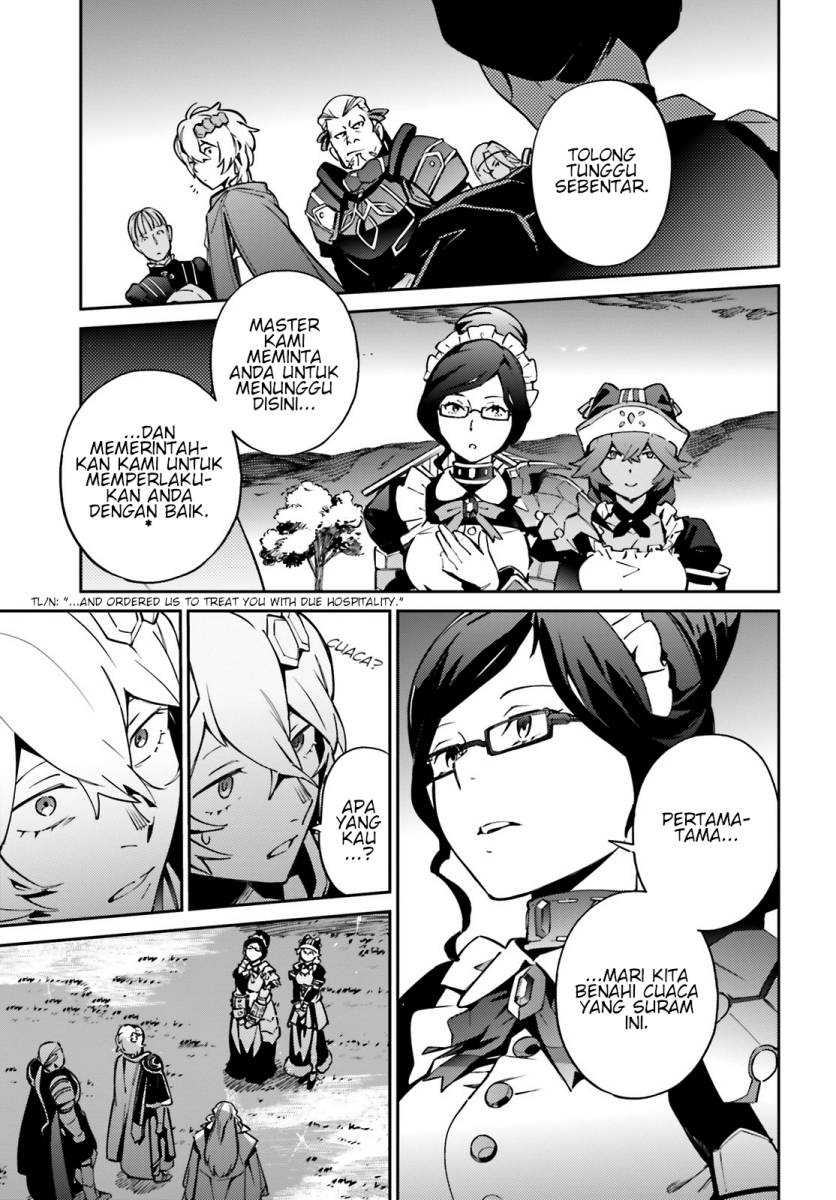 TOLONG
TUNGGU
SEBENTAR.
MASTER
KAMI
MEMINTA
ANDA UNTUK
MENUNGGU
DISINI...
...DAN
MEMERINTAH-
KAN KAMI UNTUK
MEMPERLAKU-
KAN ANDA
DENGAN BAIK.
*
TL/N: "...AND ORDERED US TO TREAT YOU WITH DUE HOSPITALITY."
PERTAMA-
TAMA...
...MARI KITA
BENAHI CUACA
YANG SURAM
INI.
CUACA?
APA
YANG
KAU
...?